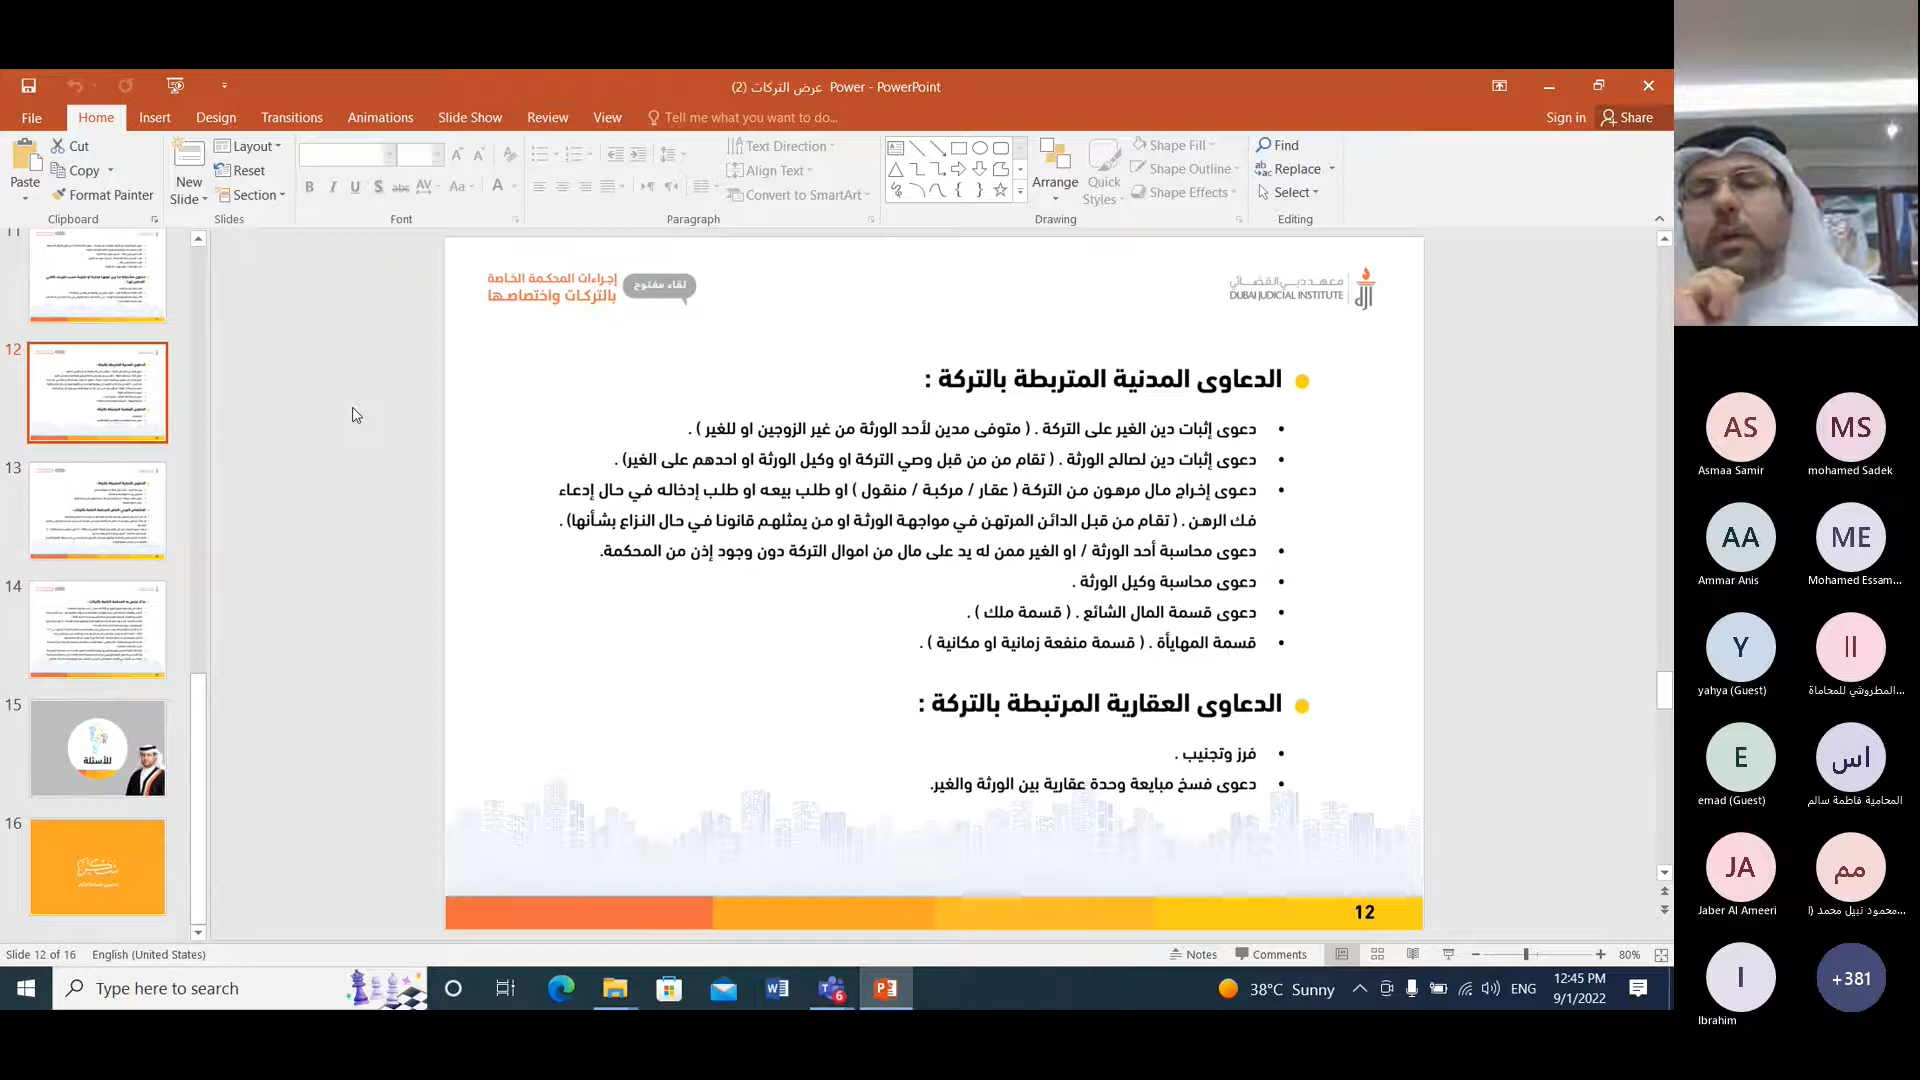 عرض التركات (2) Power - PowerPoint
File Home Insert Design Transitions Animations Slide Show Review View Tell me what you want to do... Sign in Share
Paste Cut Copy Format Painter Clipboard
New Slide Layout Reset Section Slides
Font
Text Direction Align Text Convert to SmartArt Paragraph
Arrange Quick Styles Shape Fill Shape Outline Shape Effects Drawing
Find Replace Select Editing
11
12
13
14
15
للأسئلة
16
لقاء مفتوح
إجراءات المحكمة الخاصة
بالتركات واختصاصها
معهد دبي القضائي
DUBAI JUDICIAL INSTITUTE
الدعاوى المدنية المتربطة بالتركة :
• دعوى إثبات دين الغير على التركة . ( متوفى مدين لأحد الورثة من غير الزوجين او للغير ) .
• دعوى إثبات دين لصالح الورثة . ( تقام من من قبل وصي التركة او وكيل الورثة او احدهم على الغير) .
• دعوى إخراج مال مرهون من التركة ( عقار / مركبة / منقول ) او طلب بيعه او طلب إدخاله في حال إدعاء
فك الرهن . ( تقام من قبل الدائن المرتهن في مواجهة الورثة او من يمثلهم قانونا في حال النزاع بشأنها) .
• دعوى محاسبة أحد الورثة / او الغير ممن له يد على مال من اموال التركة دون وجود إذن من المحكمة.
• دعوى محاسبة وكيل الورثة .
• دعوى قسمة المال الشائع . ( قسمة ملك ) .
• قسمة المهايأة . ( قسمة منفعة زمانية او مكانية ) .
الدعاوى العقارية المرتبطة بالتركة :
• فرز وتجنيب .
• دعوى فسخ مبايعة وحدة عقارية بين الورثة والغير.
12
Slide 12 of 16 English (United States) Notes Comments 80%
Type here to search
6
38°C Sunny ENG 12:45 PM
9/1/2022
AS MS
Asmaa Samir mohamed Sadek
AA ME
Ammar Anis Mohamed Essam...
Y اا
yahya (Guest) المطروشي للمحاماة...
E اس
emad (Guest) المحامية فاطمة سالم
JA مم
Jaber Al Ameeri محمود نبيل محمد (ا...
I +381
Ibrahim